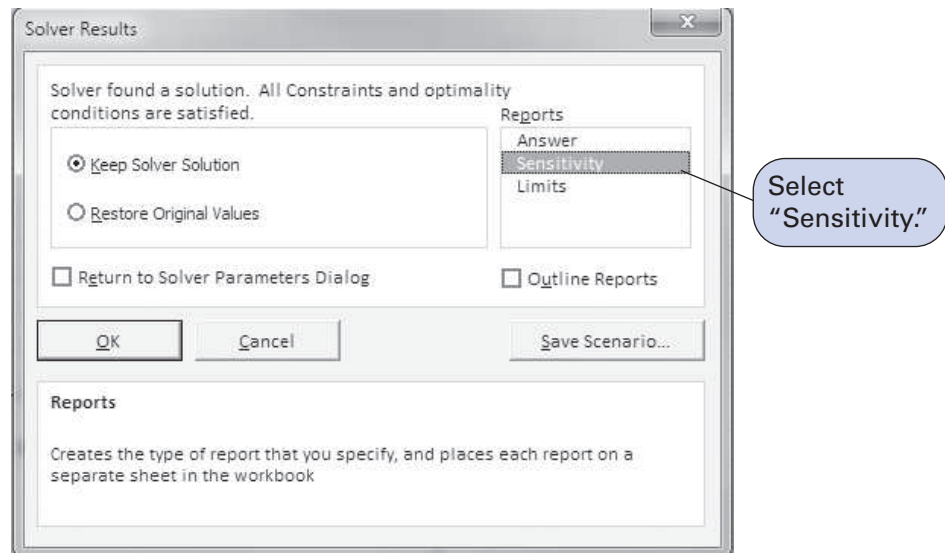 Solver Results
X
Solver found a solution. All Constraints and optimality
conditions are satisfied.
Reports
Answer
Sensitivity
Limits
Keep Solver Solution
Restore Original Values
Return to Solver Parameters Dialog
Outline Reports
OK
Cancel
Save Scenario...
Reports
Creates the type of report that you specify, and places each report on a
separate sheet in the workbook
Select
“Sensitivity.”